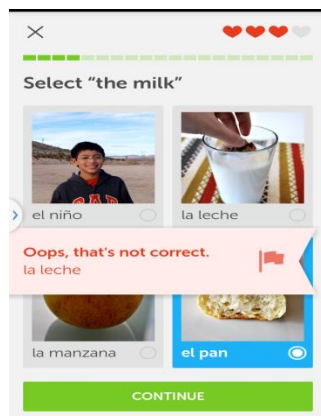 Select "the milk"
el niño
la leche
Oops, that's not correct.
la leche
la manzana
el pan
CONTINUE